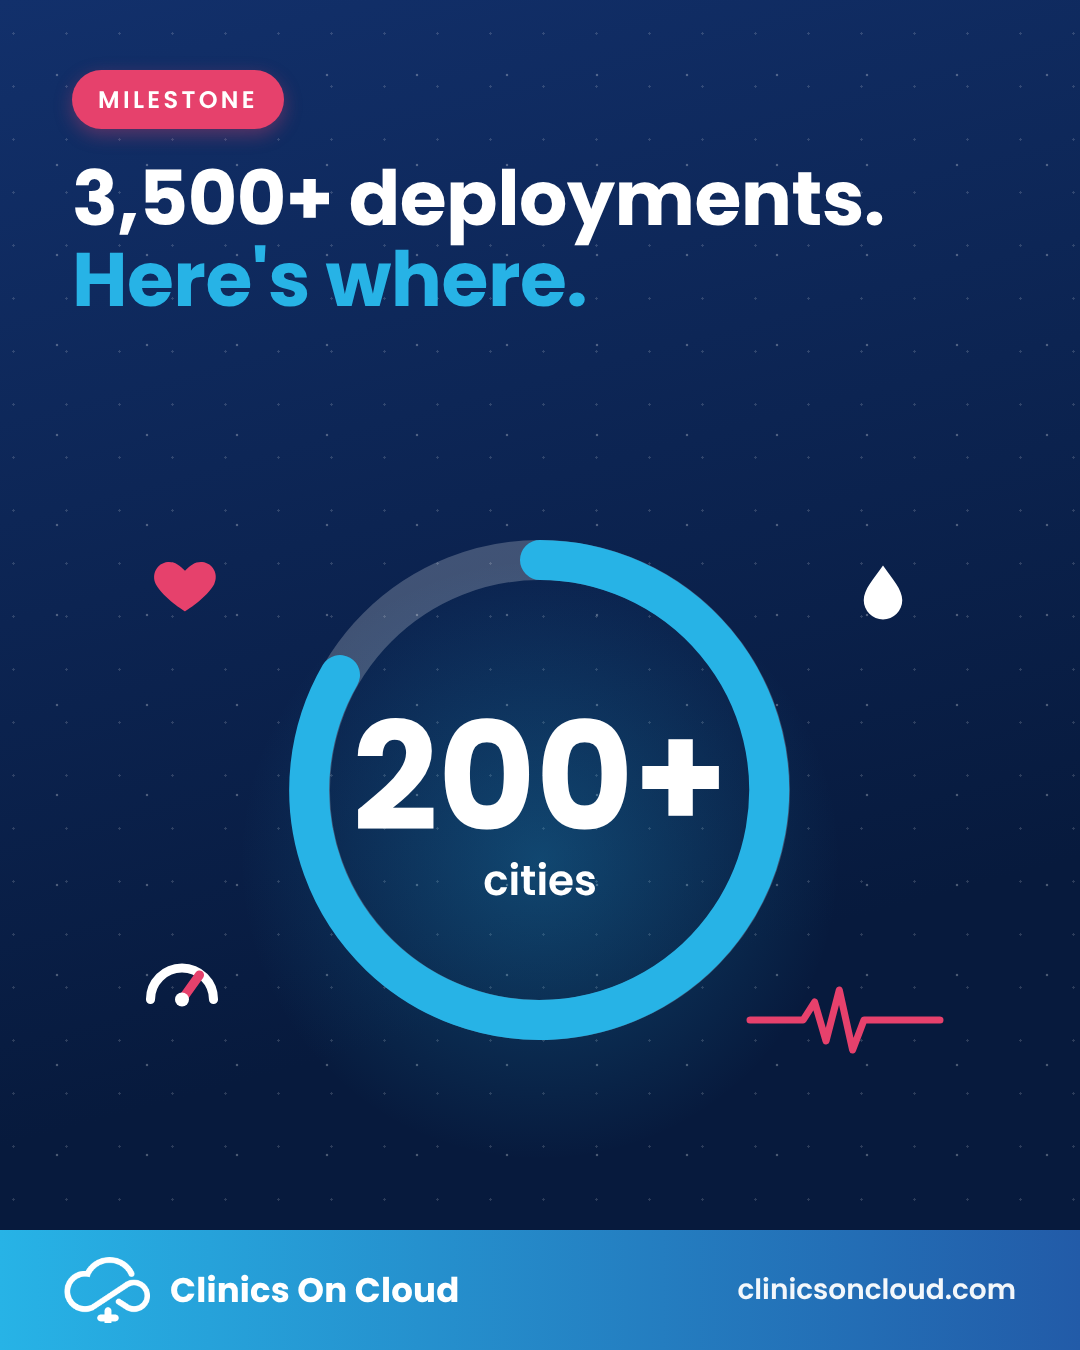 MILESTONE
3,500+ deployments.
Here's where.
200+
cities
Clinics On Cloud
clinicsoncloud.com